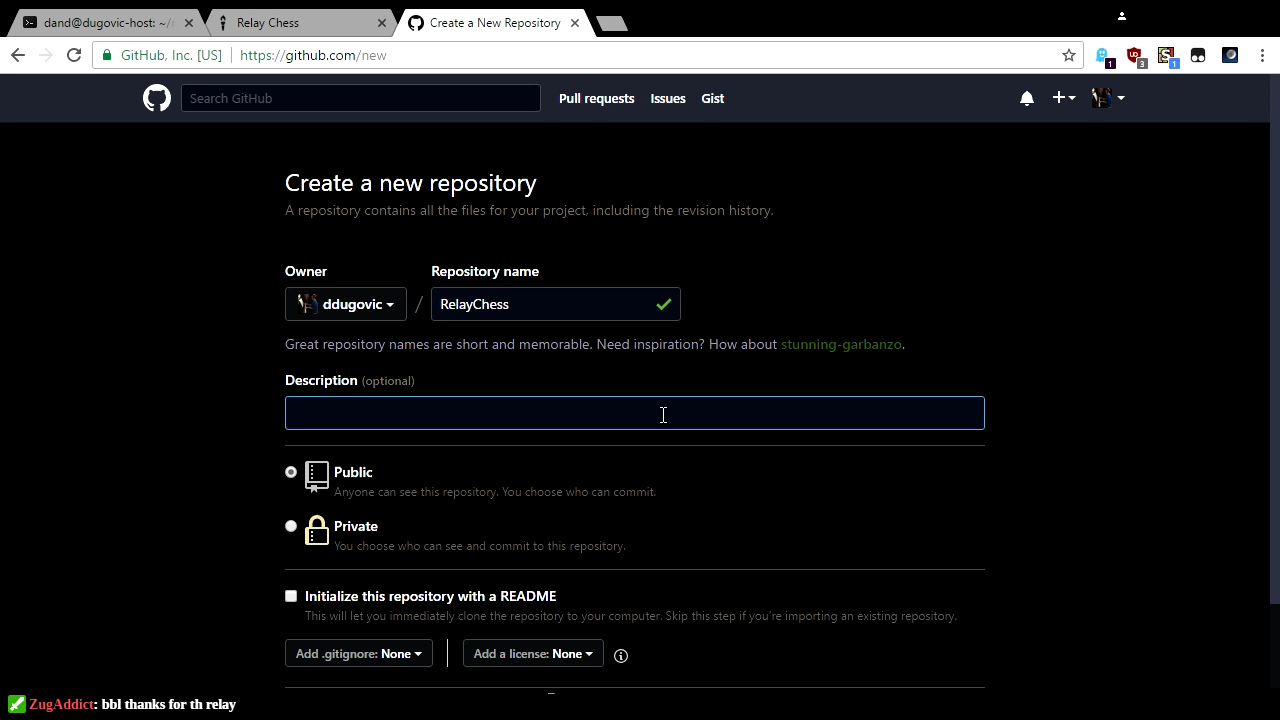 dand@dugovic-host: ~/r
Relay Chess
Create a New Repository
GitHub, Inc. [US]
https://github.com/new
1
3
1
Search GitHub
Pull requests
Issues
Gist
Create a new repository
A repository contains all the files for your project, including the revision history.
Owner
Repository name
ddugovic
/
RelayChess
Great repository names are short and memorable. Need inspiration? How about stunning-garbanzo.
Description (optional)
Public
Anyone can see this repository. You choose who can commit.
Private
You choose who can see and commit to this repository.
Initialize this repository with a README
This will let you immediately clone the repository to your computer. Skip this step if you're importing an existing repository.
Add .gitignore: None
Add a license: None
ZugAddict: bbl thanks for th relay